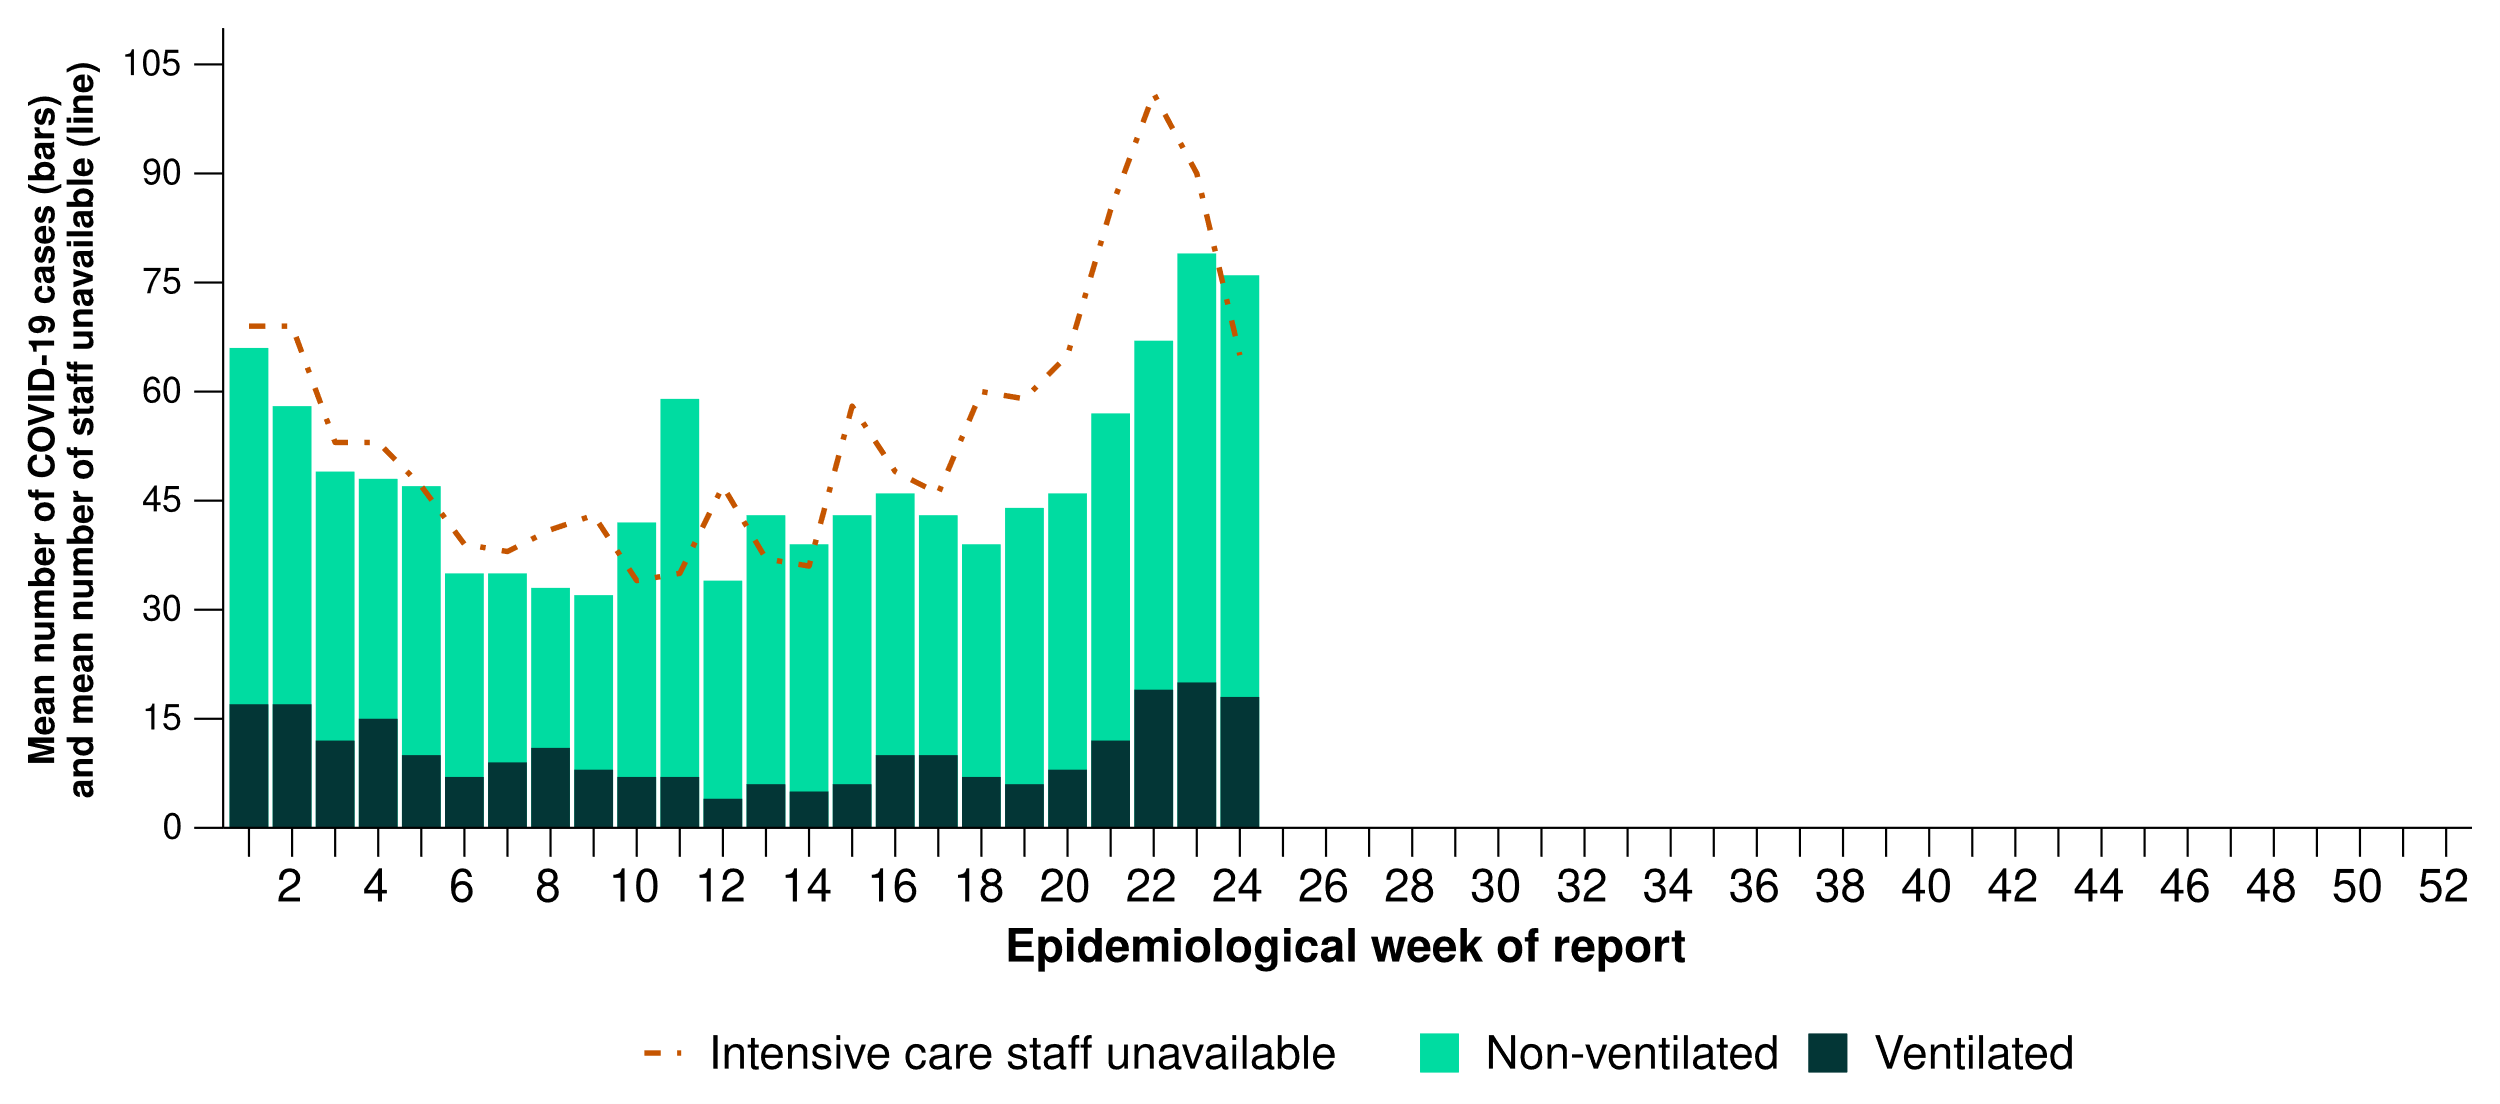 Mean number of COVID-19 cases (bars)
and mean number of staff unavailable (line)
105
90
75
60
45
30
15
0
2 4 6 8 10 12 14 16 18 20 22 24 26 28 30 32 34 36 38 40 42 44 46 48 50 52
Epidemiological week of report
Intensive care staff unavailable Non-ventilated Ventilated